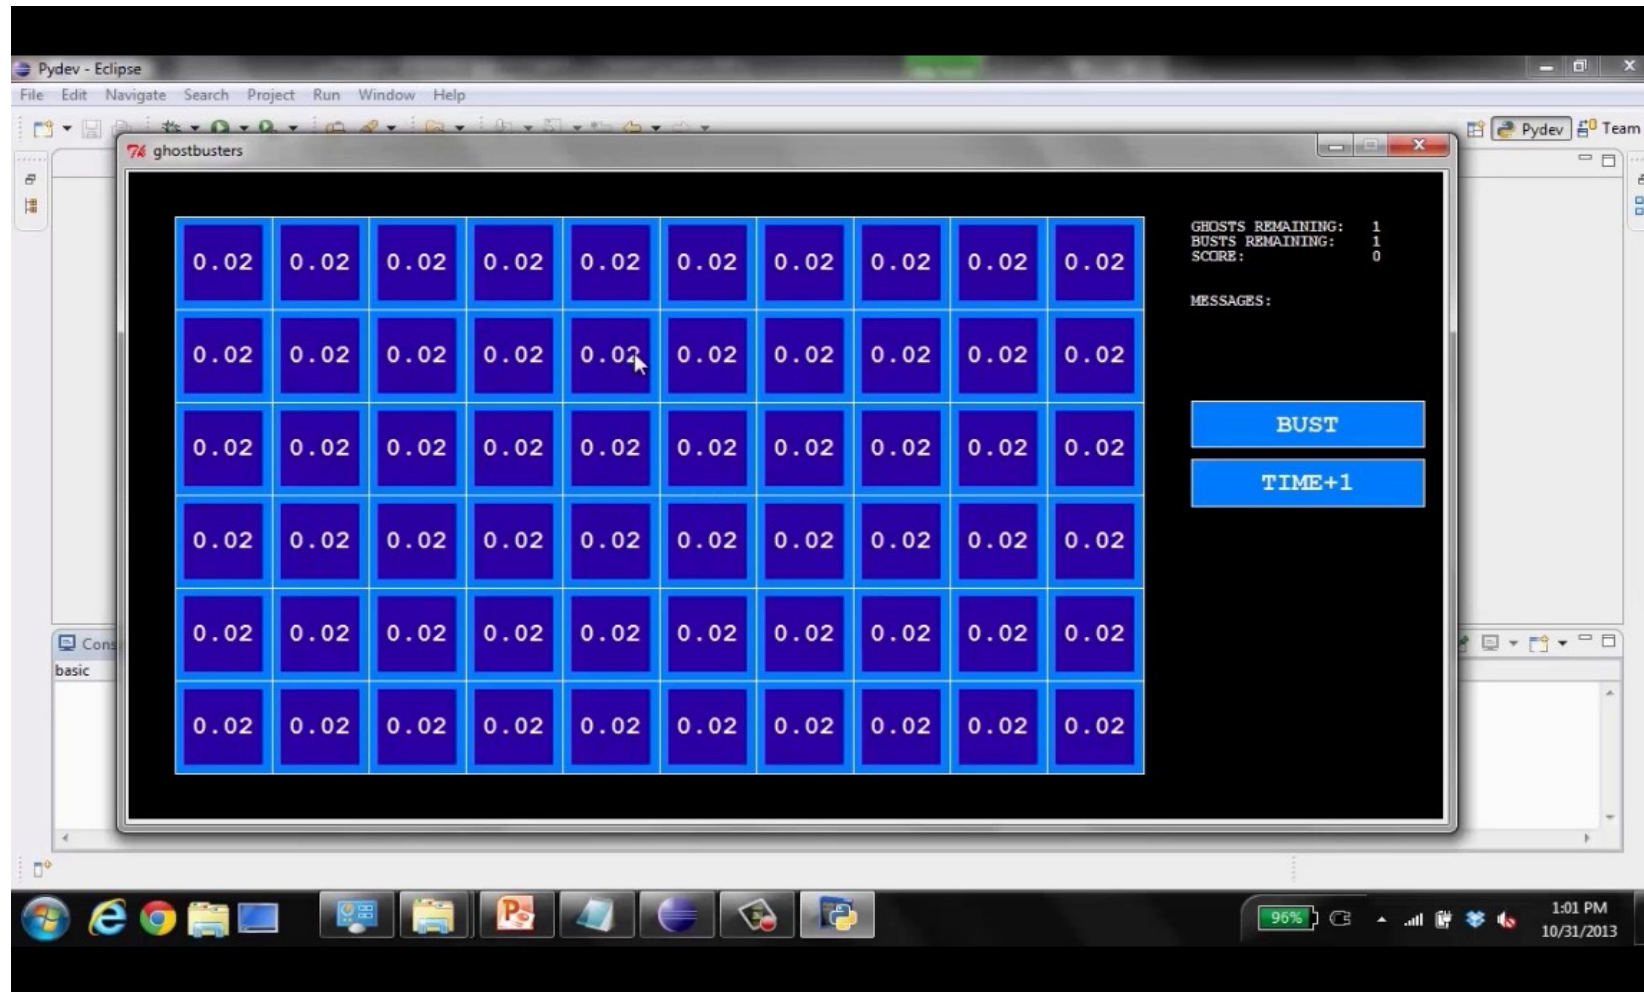 Pydev - Eclipse
File Edit Navigate Search Project Run Window Help
Pydev Team
ghostbusters
0.02 0.02 0.02 0.02 0.02 0.02 0.02 0.02 0.02 0.02
0.02 0.02 0.02 0.02 0.02 0.02 0.02 0.02 0.02 0.02
0.02 0.02 0.02 0.02 0.02 0.02 0.02 0.02 0.02 0.02
0.02 0.02 0.02 0.02 0.02 0.02 0.02 0.02 0.02 0.02
0.02 0.02 0.02 0.02 0.02 0.02 0.02 0.02 0.02 0.02
0.02 0.02 0.02 0.02 0.02 0.02 0.02 0.02 0.02 0.02
GHOSTS REMAINING: 1
BUSTS REMAINING: 1
SCORE: 0
MESSAGES:
BUST
TIME+1
Cons
basic
96%
1:01 PM
10/31/2013